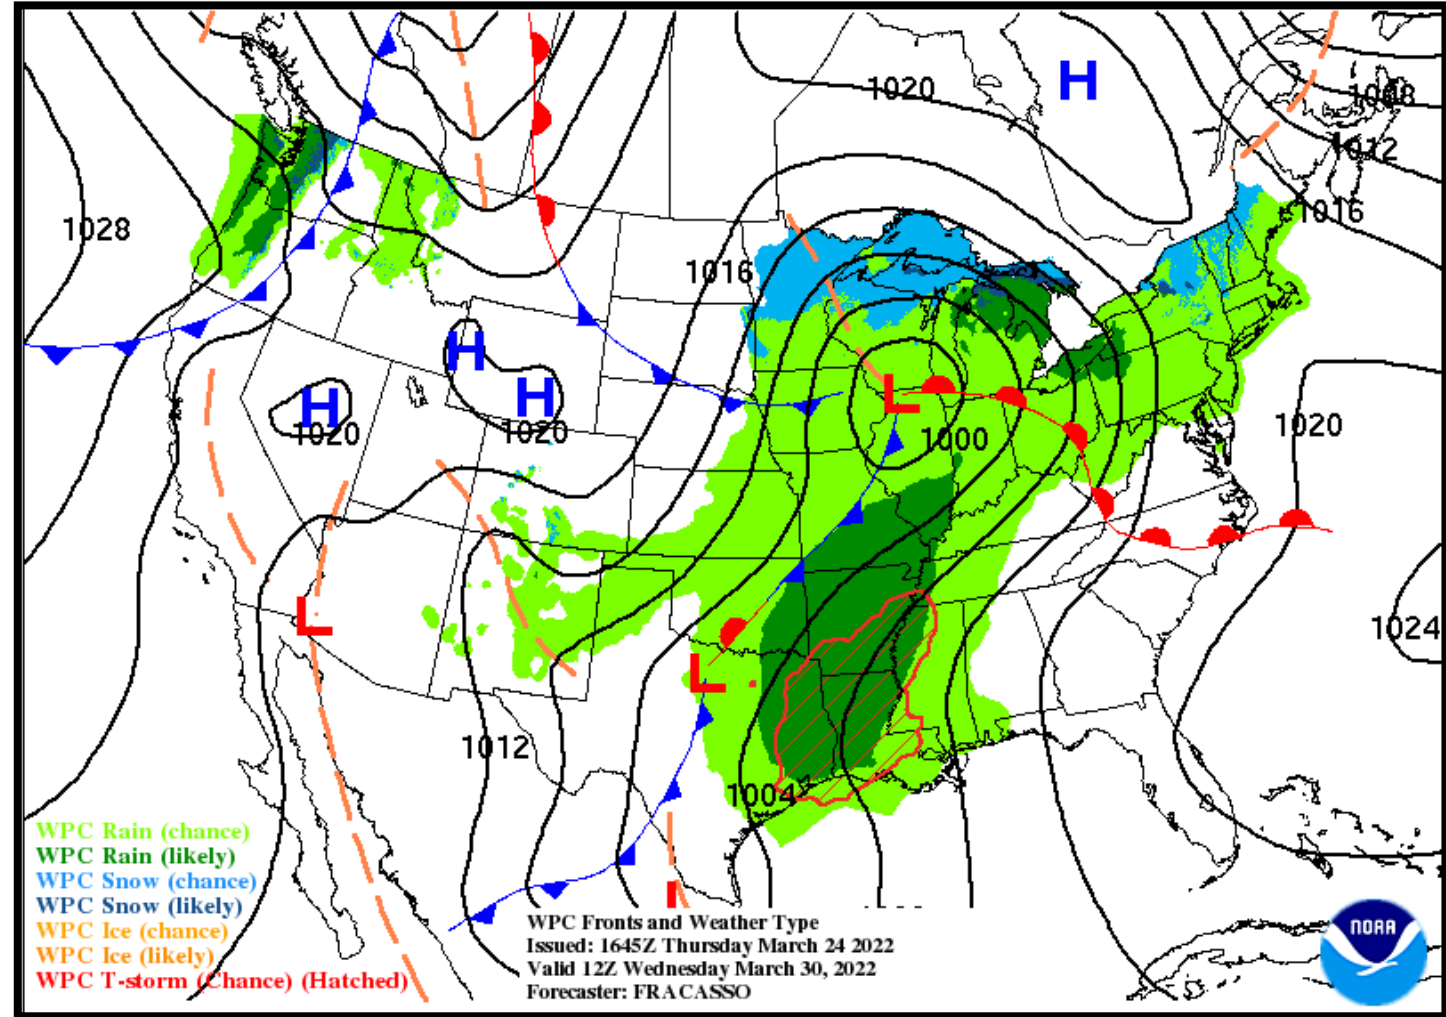 1020
H
1008
1012
1016
1028
1016
H
H
H
L
1020
1020
1000
1020
L
1024
L
1012
1004
WPC Rain (chance)
WPC Rain (likely)
WPC Snow (chance)
WPC Snow (likely)
WPC Ice (chance)
WPC Ice (likely)
WPC T-storm (Chance) (Hatched)
WPC Fronts and Weather Type
Issued: 1645Z Thursday March 24 2022
Valid 12Z Wednesday March 30, 2022
Forecaster: FRACASSO
NOAA